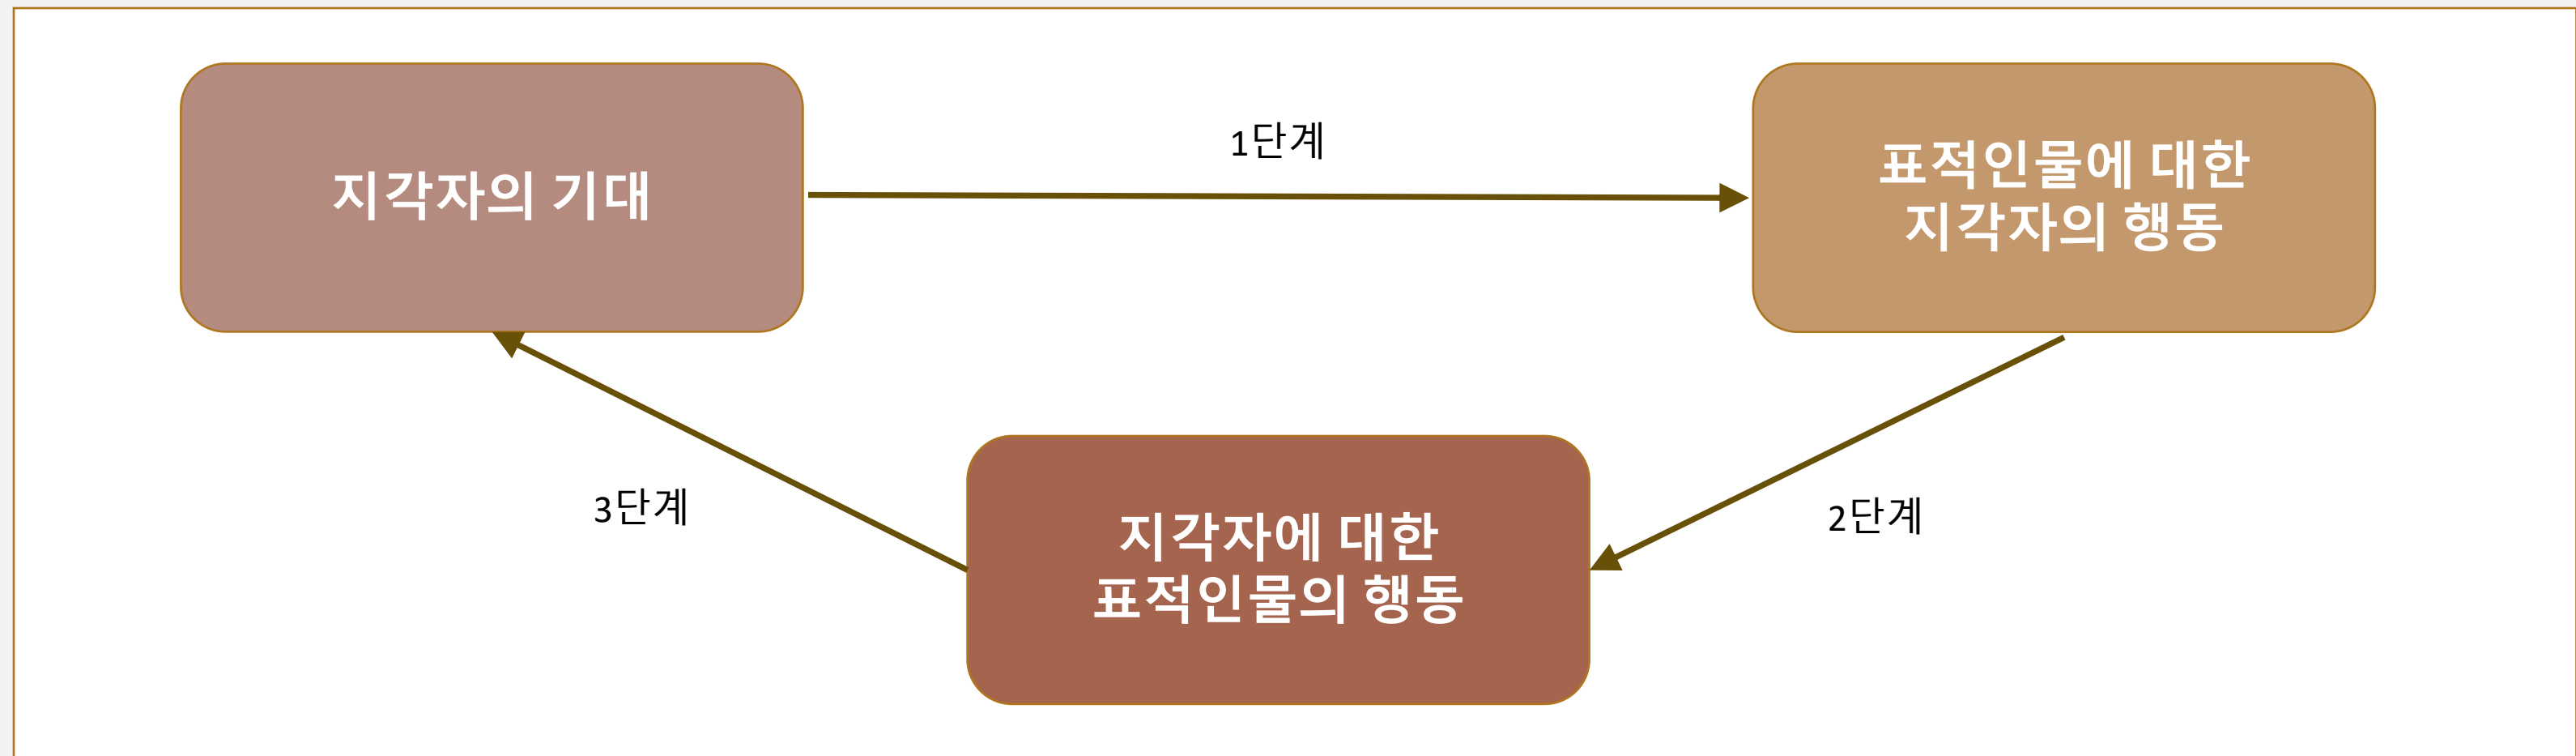 지각자의 기대
1단계
표적인물에 대한
지각자의 행동
3단계
지각자에 대한
표적인물의 행동
2단계